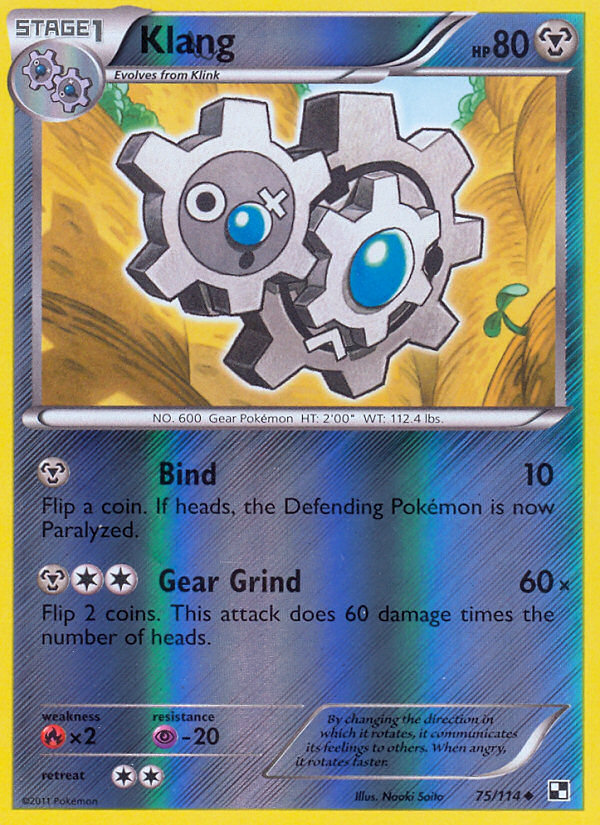 STAGE1
Klang
HP80
Evolves from Klink
NO. 600 Gear Pokémon HT: 2'00" WT: 112.4 lbs.
Bind 10
Flip a coin. If heads, the Defending Pokémon is now
Paralyzed.
Gear Grind 60×
Flip 2 coins. This attack does 60 damage times the
number of heads.
weakness resistance
×2 -20
retreat
By changing the direction in
which it rotates, it communicates
its feelings to others. When angry,
it rotates faster.
©2011 Pokémon
Illus. Naoki Saito 75/114